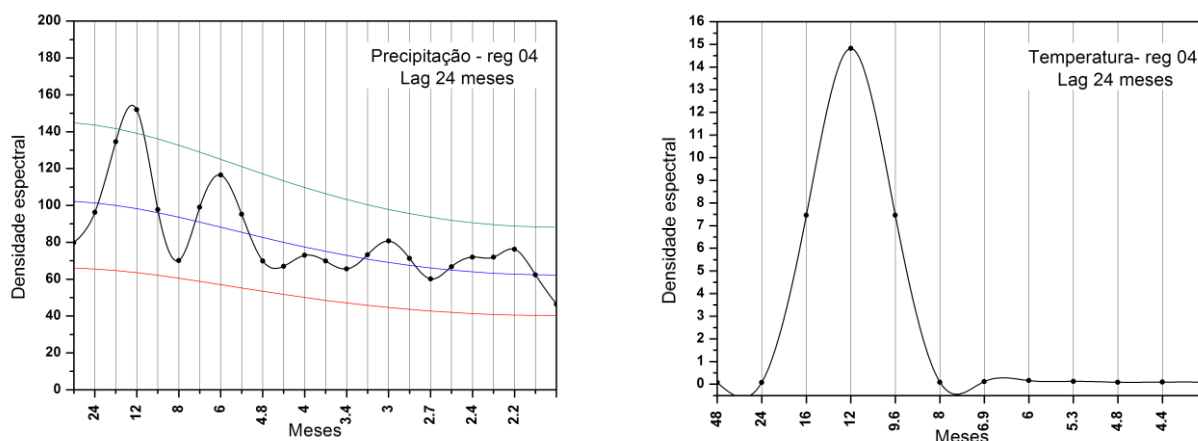 Precipitação - reg 04
Lag 24 meses
Densidade espectral
200
180
160
140
120
100
80
60
40
20
0
24 12 8 6 4.8 4 3.4 3 2.7 2.4 2.2
Meses
Temperatura- reg 04
Lag 24 meses
Densidade espectral
16
15
14
13
12
11
10
9
8
7
6
5
4
3
2
1
0
48 24 16 12 9.6 8 6.9 6 5.3 4.8 4.4
Meses